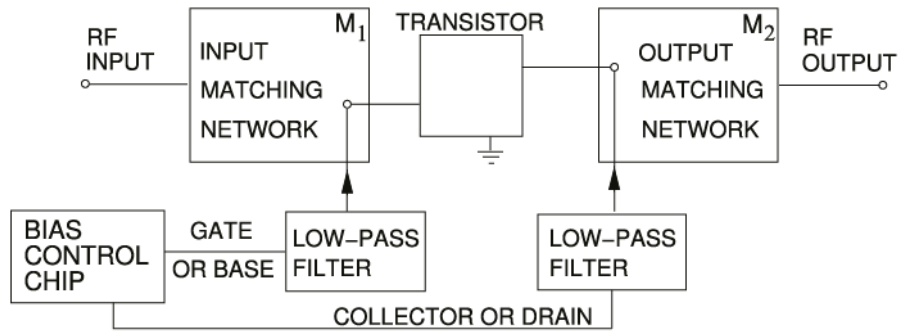 RF
INPUT
INPUT
MATCHING
NETWORK
M1
TRANSISTOR
M2
OUTPUT
MATCHING
NETWORK
RF
OUTPUT
BIAS
CONTROL
CHIP
GATE
OR BASE
LOW–PASS
FILTER
LOW–PASS
FILTER
COLLECTOR OR DRAIN